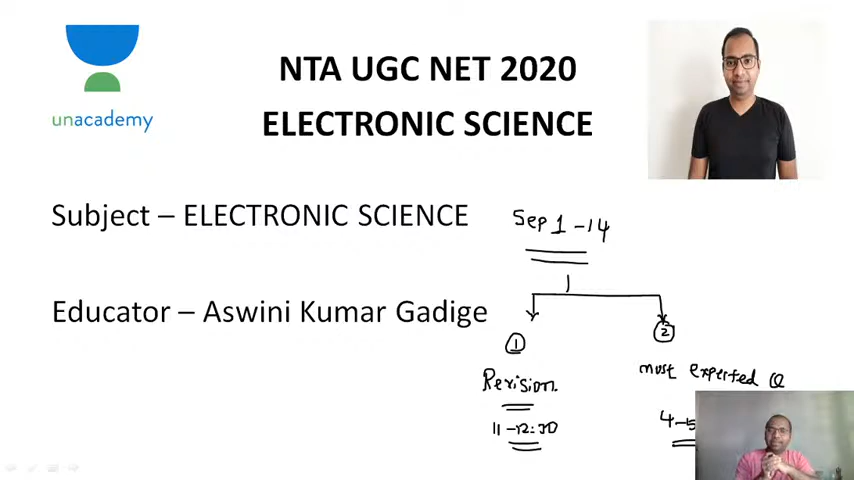 unacademy
NTA UGC NET 2020
ELECTRONIC SCIENCE
Subject – ELECTRONIC SCIENCE
Educator – Aswini Kumar Gadige
Sep 1 - 14
1
2
Revision
most expected Q
11 - 12:30